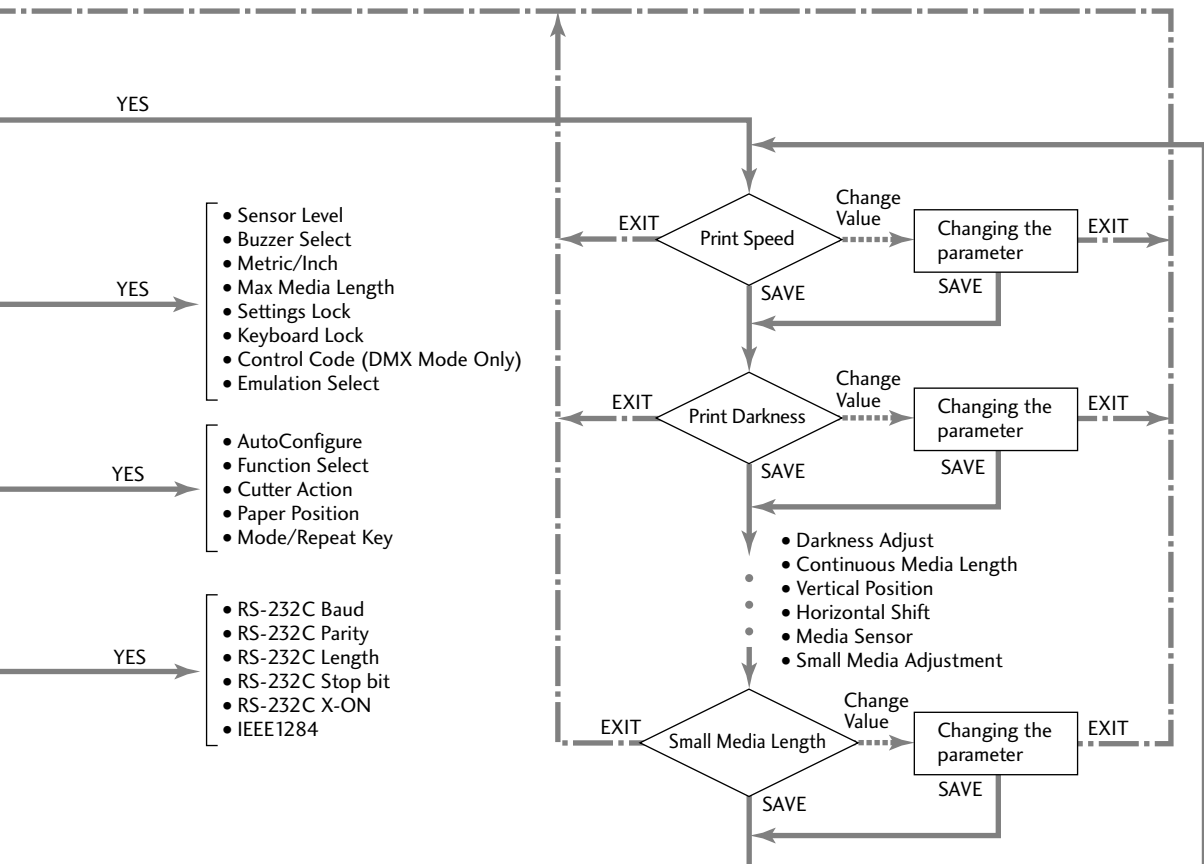 YES
YES
• Sensor Level
• Buzzer Select
• Metric/Inch
• Max Media Length
• Settings Lock
• Keyboard Lock
• Control Code (DMX Mode Only)
• Emulation Select
YES
• AutoConfigure
• Function Select
• Cutter Action
• Paper Position
• Mode/Repeat Key
YES
• RS-232C Baud
• RS-232C Parity
• RS-232C Length
• RS-232C Stop bit
• RS-232C X-ON
• IEEE1284
EXIT
Print Speed
Change
Value
Changing the
parameter
EXIT
SAVE
SAVE
EXIT
Print Darkness
Change
Value
Changing the
parameter
EXIT
SAVE
SAVE
• Darkness Adjust
• Continuous Media Length
• Vertical Position
• Horizontal Shift
• Media Sensor
• Small Media Adjustment
EXIT
Small Media Length
Change
Value
Changing the
parameter
EXIT
SAVE
SAVE